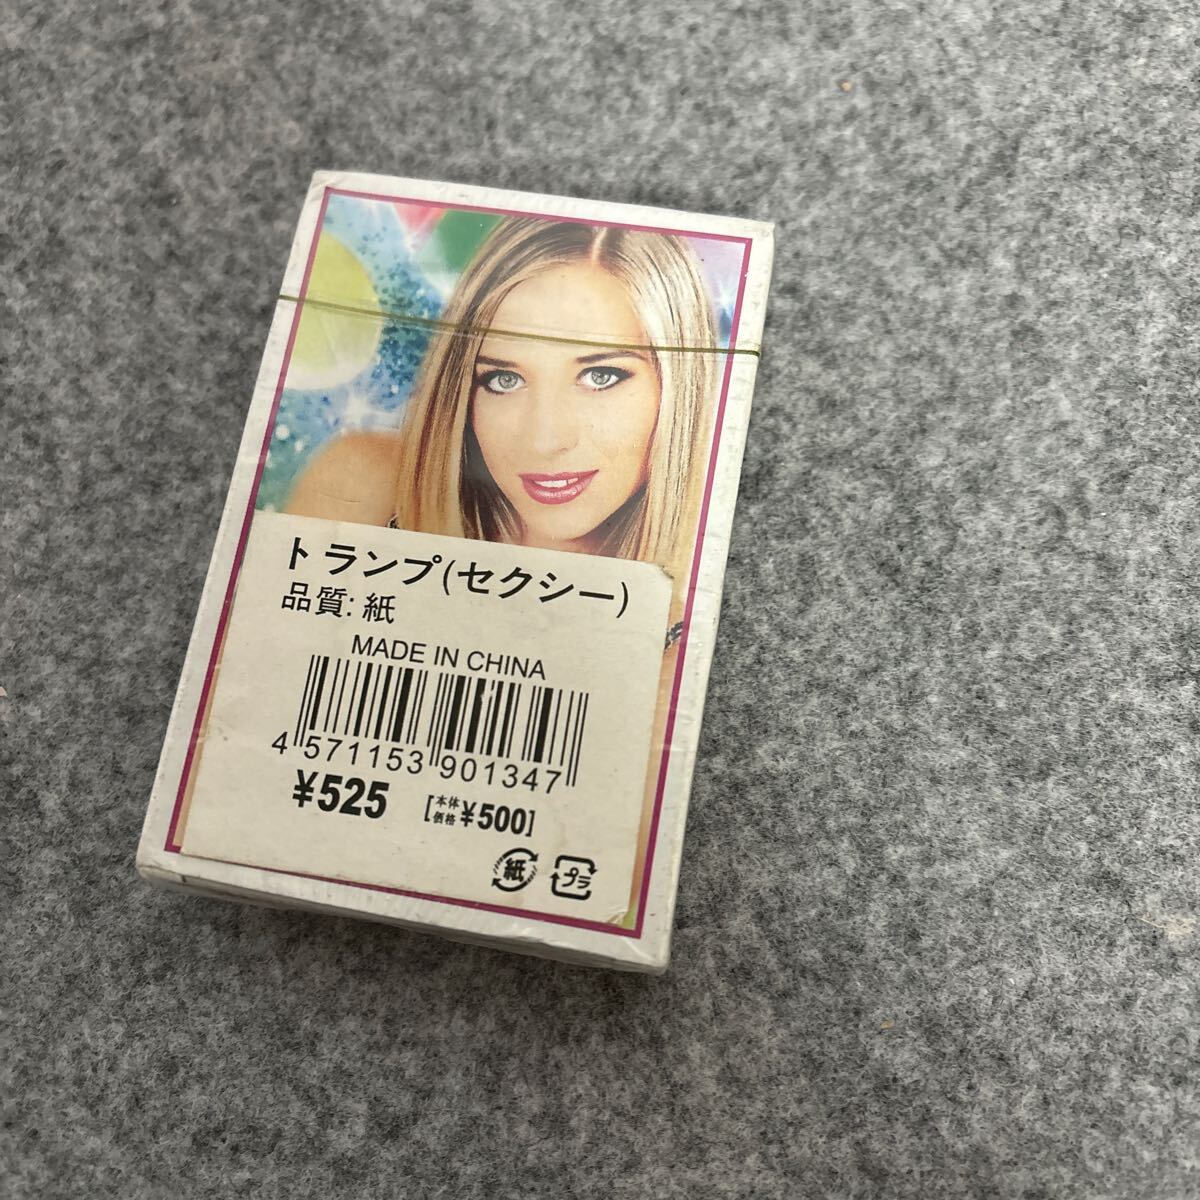 トランプ(セクシー)
品質: 紙
MADE IN CHINA
4 571153 901347
¥525 [本体価格¥500]
紙 プラ